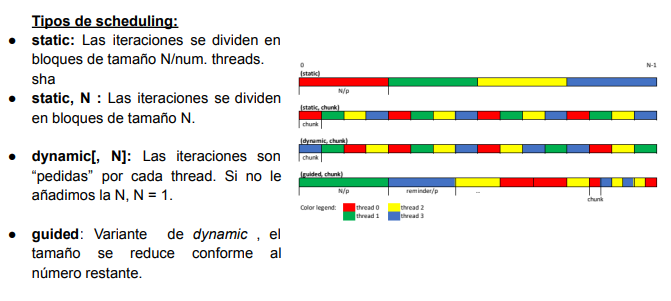 Tipos de scheduling:
● static: Las iteraciones se dividen en
bloques de tamaño N/num. threads.
sha
● static, N : Las iteraciones se dividen
en bloques de tamaño N.
● dynamic[, N]: Las iteraciones son
“pedidas” por cada thread. Si no le
añadimos la N, N = 1.
● guided: Variante de dynamic , el
tamaño se reduce conforme al
número restante.
0 N-1
(static)
N/p
(static, chunk)
chunk
(dynamic, chunk)
chunk
(guided, chunk)
N/p reminder/p ...
chunk
Color legend: thread 0 thread 2
thread 1 thread 3